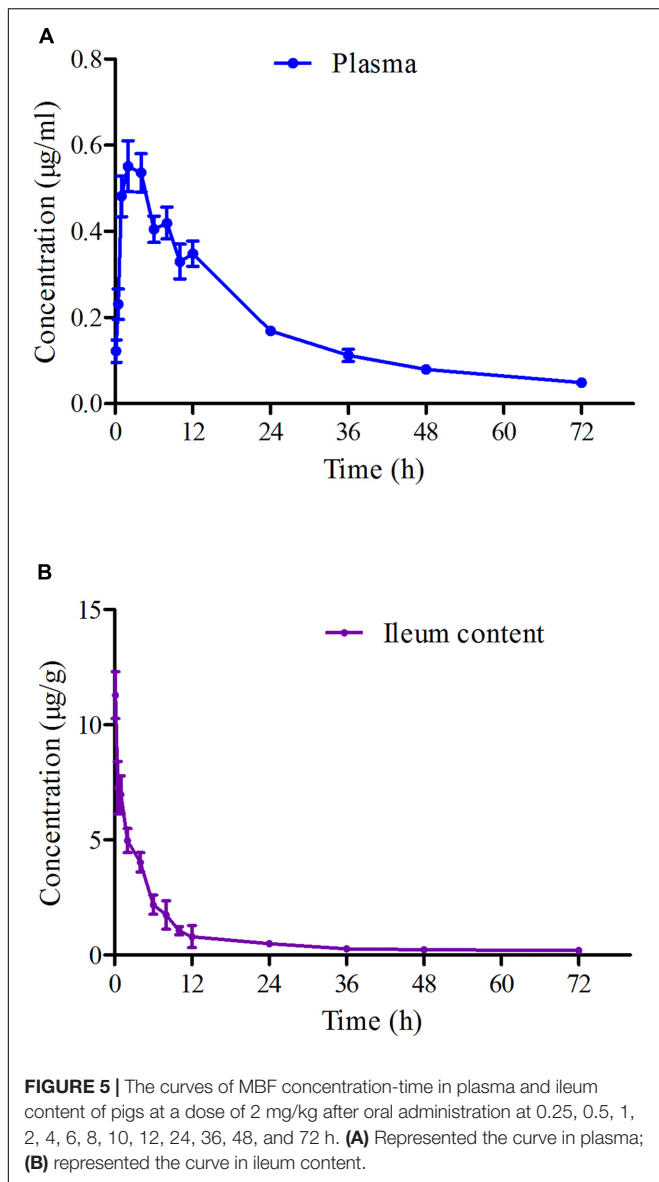 A
Plasma
0.8
0.6
0.4
0.2
0.0
Concentration (µg/ml)
0 12 24 36 48 60 72
Time (h)
B
Ileum content
15
10
5
0
Concentration (µg/g)
0 12 24 36 48 60 72
Time (h)
FIGURE 5 | The curves of MBF concentration-time in plasma and ileum
content of pigs at a dose of 2 mg/kg after oral administration at 0.25, 0.5, 1,
2, 4, 6, 8, 10, 12, 24, 36, 48, and 72 h. (A) Represented the curve in plasma;
(B) represented the curve in ileum content.